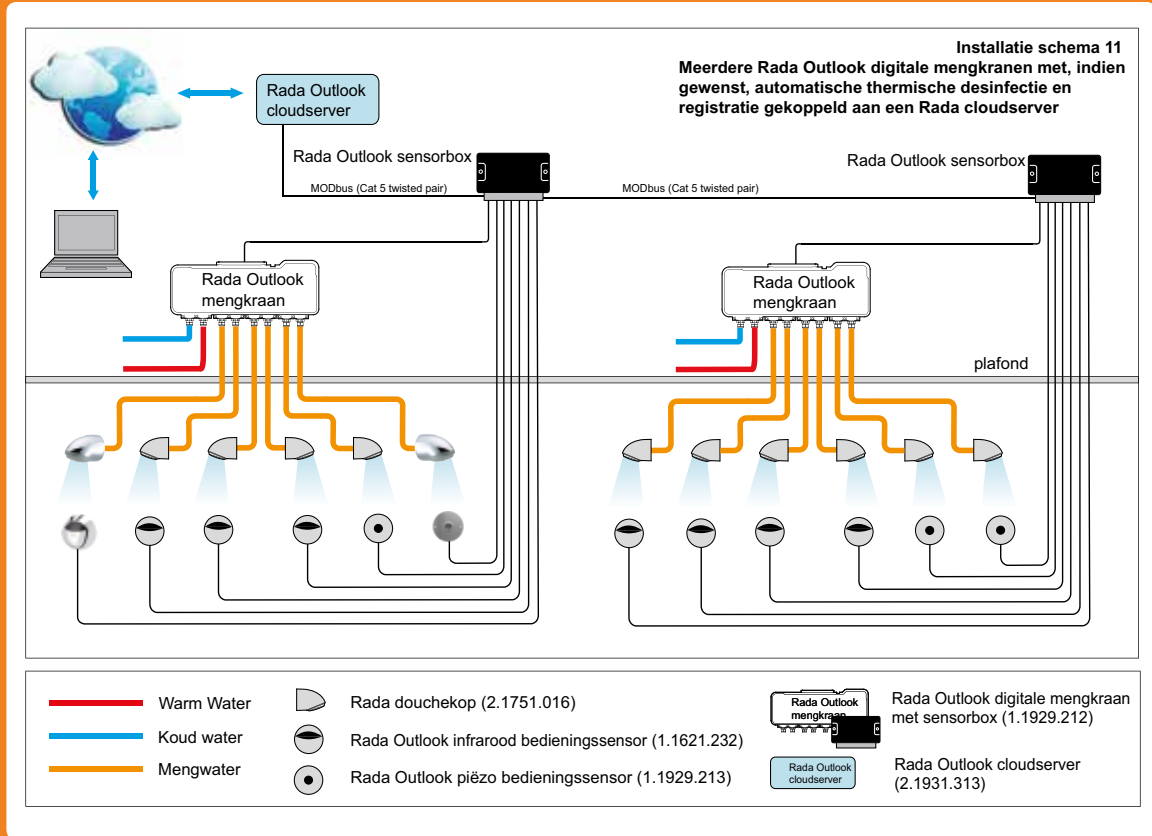 Installatie schema 11
Meerdere Rada Outlook digitale mengkranen met, indien
gewenst, automatische thermische desinfectie en
registratie gekoppeld aan een Rada cloudserver
Rada Outlook
cloudserver
Rada Outlook sensorbox
Rada Outlook sensorbox
MODbus (Cat 5 twisted pair)
MODbus (Cat 5 twisted pair)
Rada Outlook
mengkraan
Rada Outlook
mengkraan
plafond
Warm Water
Koud water
Mengwater
Rada douchekop (2.1751.016)
Rada Outlook infrarood bedieningssensor (1.1621.232)
Rada Outlook piëzo bedieningssensor (1.1929.213)
Rada Outlook
mengkraan
Rada Outlook digitale mengkraan
met sensorbox (1.1929.212)
Rada Outlook
cloudserver
Rada Outlook cloudserver
(2.1931.313)